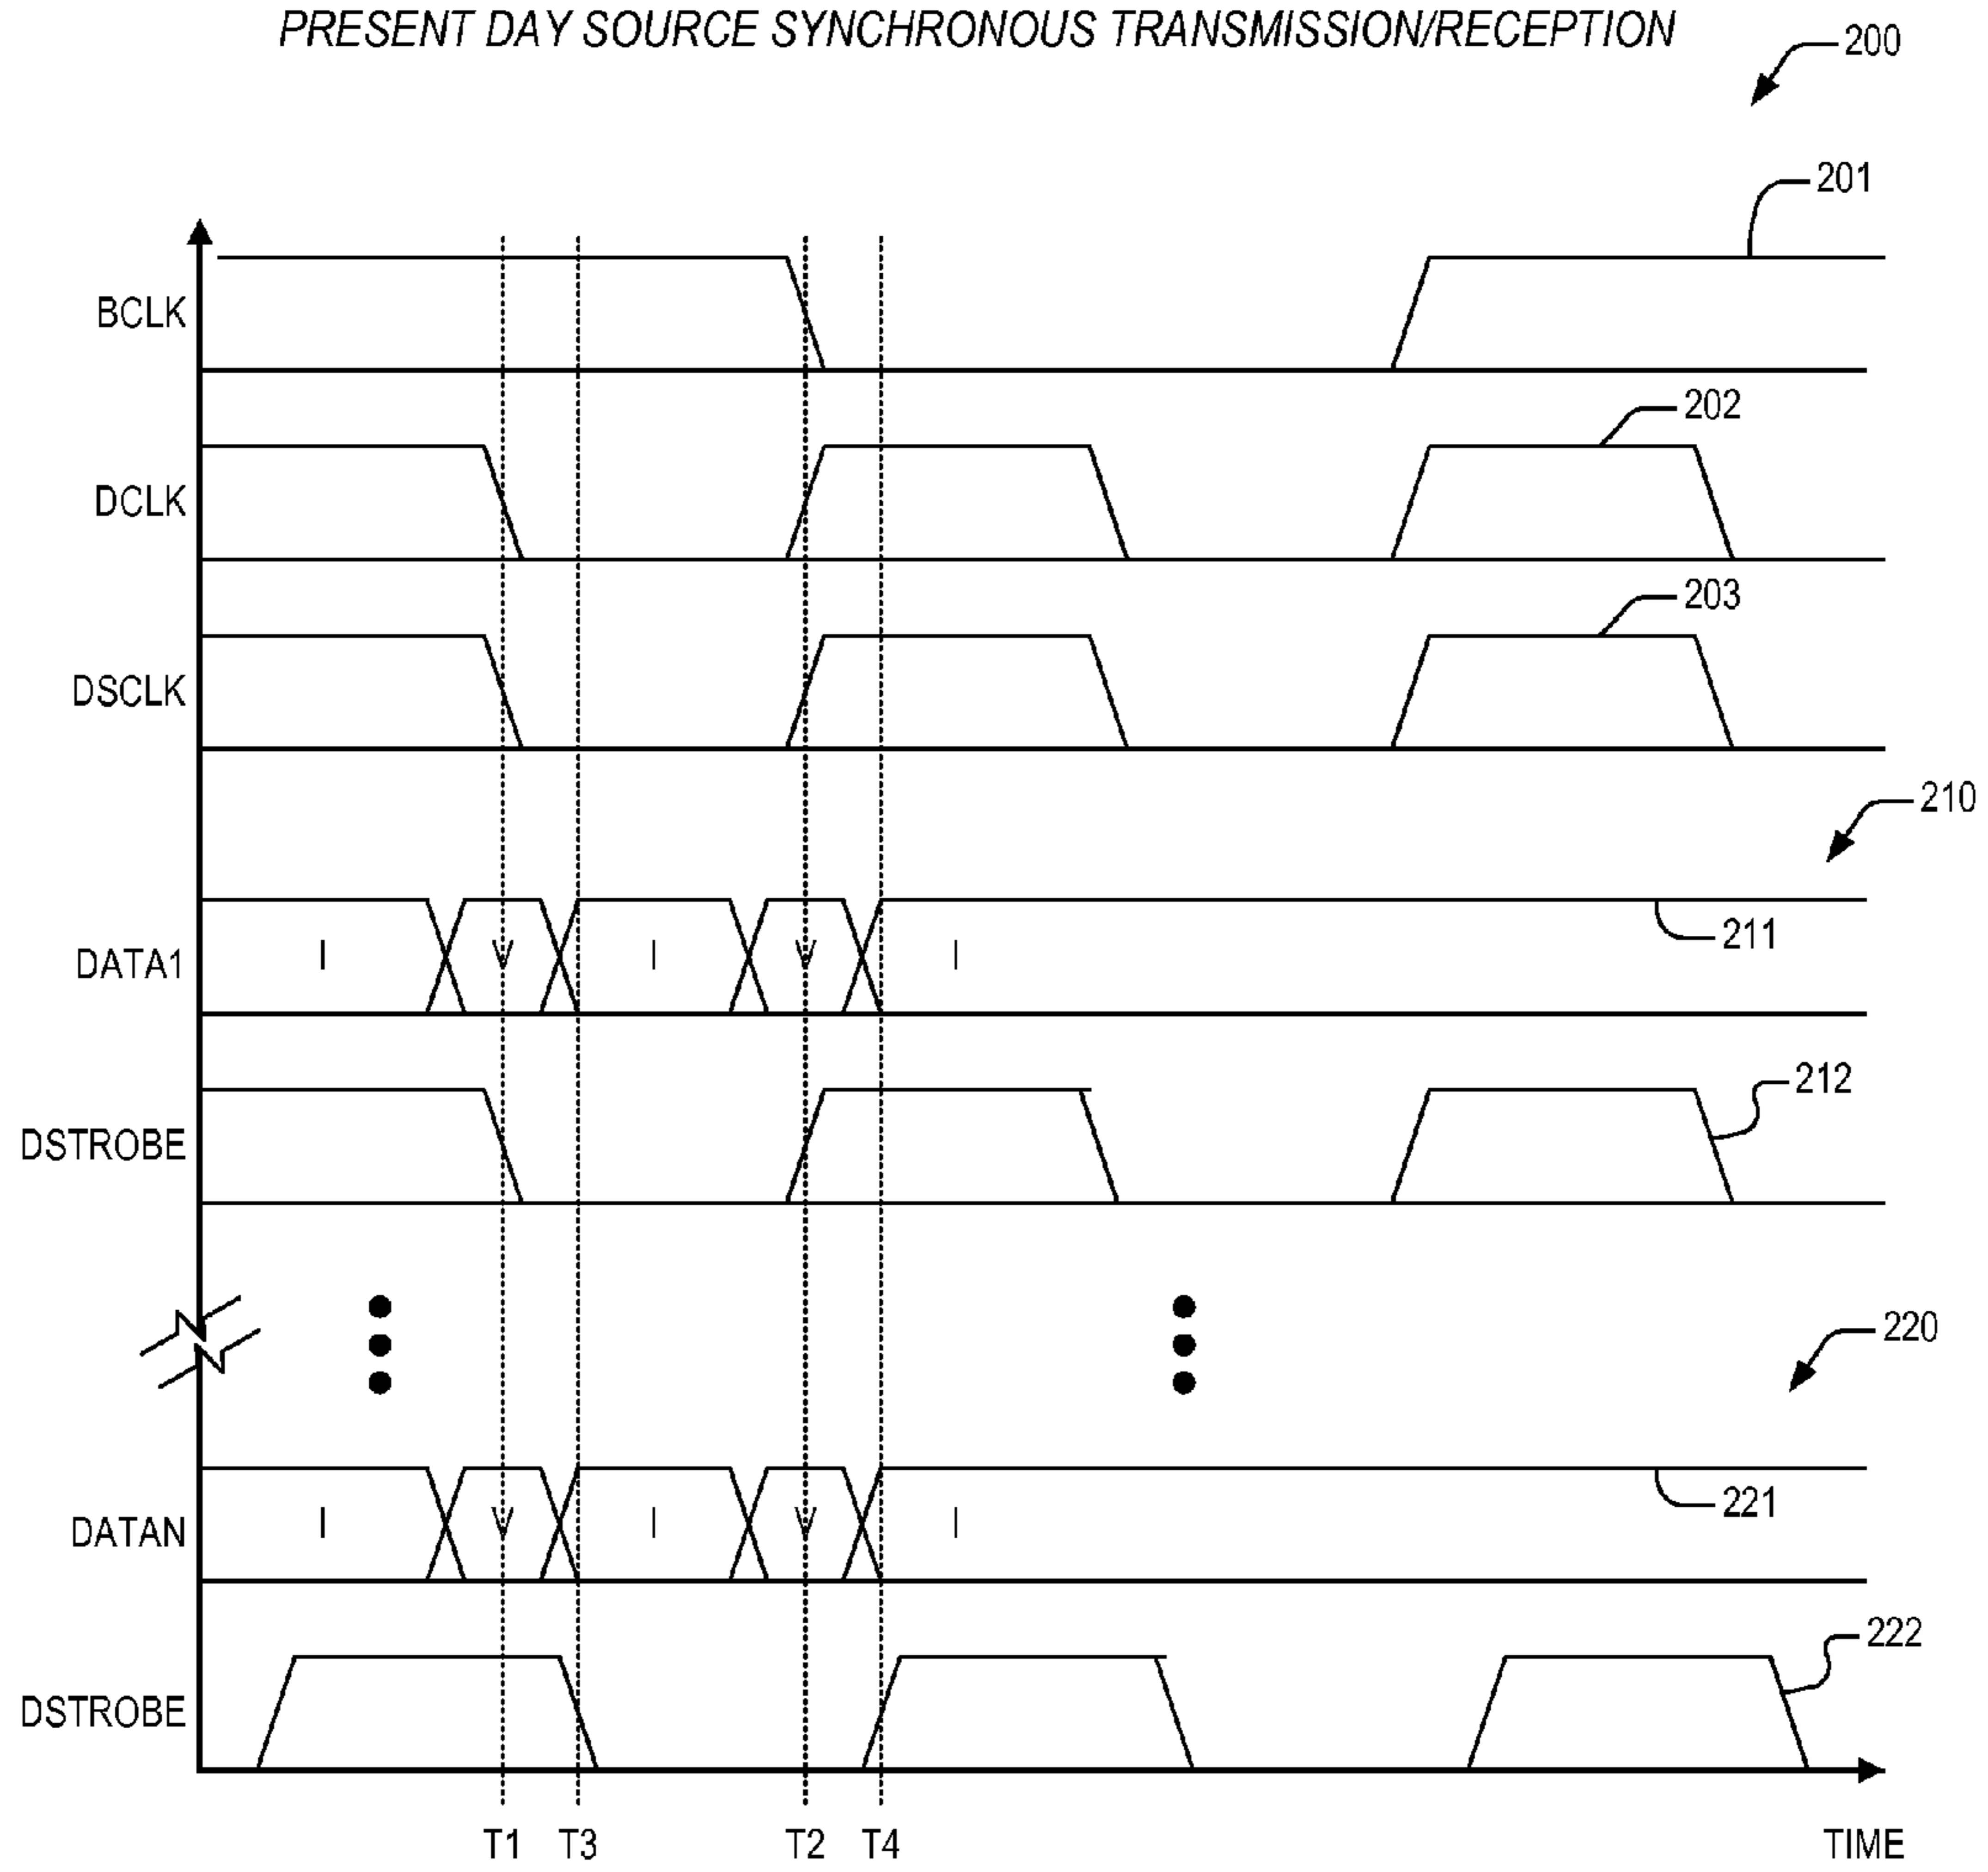 PRESENT DAY SOURCE SYNCHRONOUS TRANSMISSION/RECEPTION
200
201
BCLK
202
DCLK
203
DSCLK
210
DATA1
I
V
I
V
I
211
DSTROBE
212
220
DATAN
I
V
I
V
I
221
DSTROBE
222
T1
T3
T2
T4
TIME